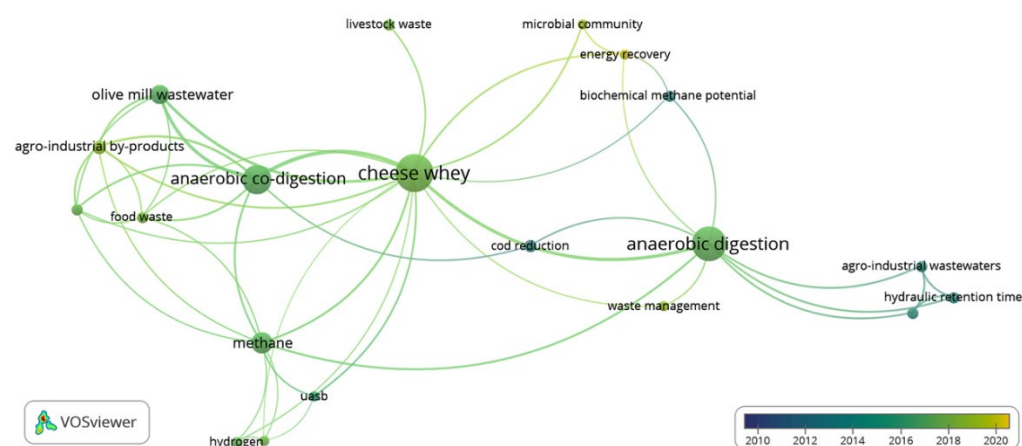 livestock waste
microbial community
energy recovery
olive mill wastewater
biochemical methane potential
agro-industrial by-products
anaerobic co-digestion
cheese whey
food waste
cod reduction
anaerobic digestion
agro-industrial wastewaters
hydraulic retention time
waste management
methane
uasb
hydrogen
VOSviewer
2010 2012 2014 2016 2018 2020